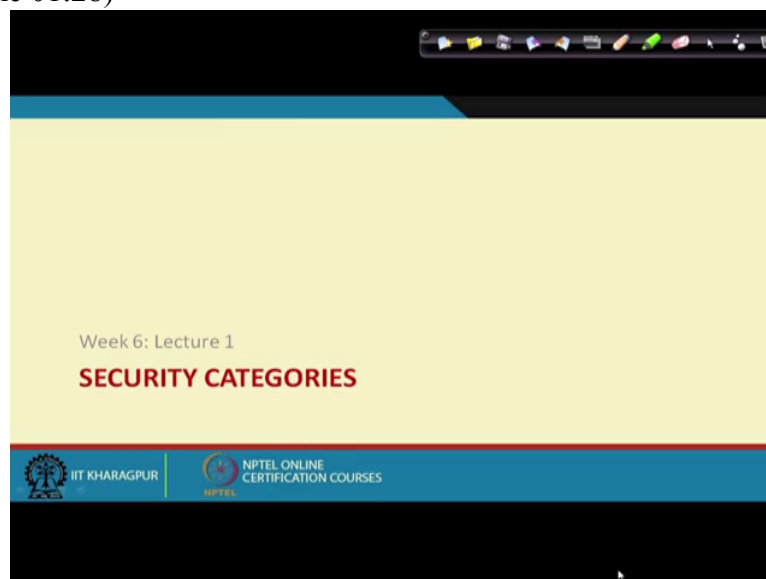 Week 6: Lecture 1
SECURITY CATEGORIES
IIT KHARAGPUR
NPTEL
NPTEL ONLINE
CERTIFICATION COURSES